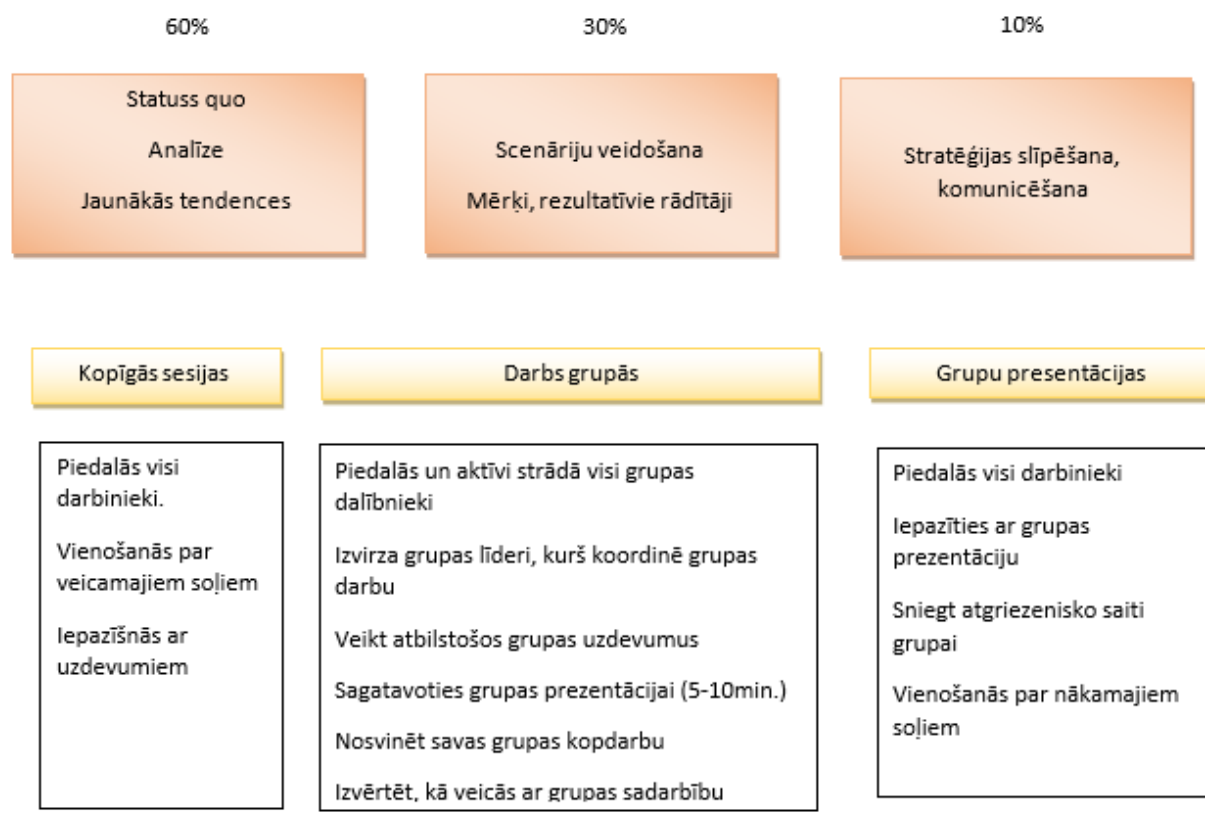 60%
30%
10%
Statuss quo
Analīze
Jaunākās tendences
Scenāriju veidošana
Mērķi, rezultatīvie rādītāji
Stratēģijas slīpēšana,
komunicēšana
Kopīgās sesijas
Darbs grupās
Grupu presentācijas
Piedalās visi
darbinieki.
Vienošanās par
veicamajiem soļiem
Iepazīšnās ar
uzdevumiem
Piedalās un aktīvi strādā visi grupas
dalībnieki
Izvirza grupas līderi, kurš koordinē grupas
darbu
Veikt atbilstošos grupas uzdevumus
Sagatavoties grupas prezentācijai (5-10min.)
Nosvinēt savas grupas kopdarbu
Izvērtēt, kā veicās ar grupas sadarbību
Piedalās visi darbinieki
Iepazīties ar grupas
prezentāciju
Sniegt atgriezenisko saiti
grupai
Vienošanās par nākamajiem
soļiem